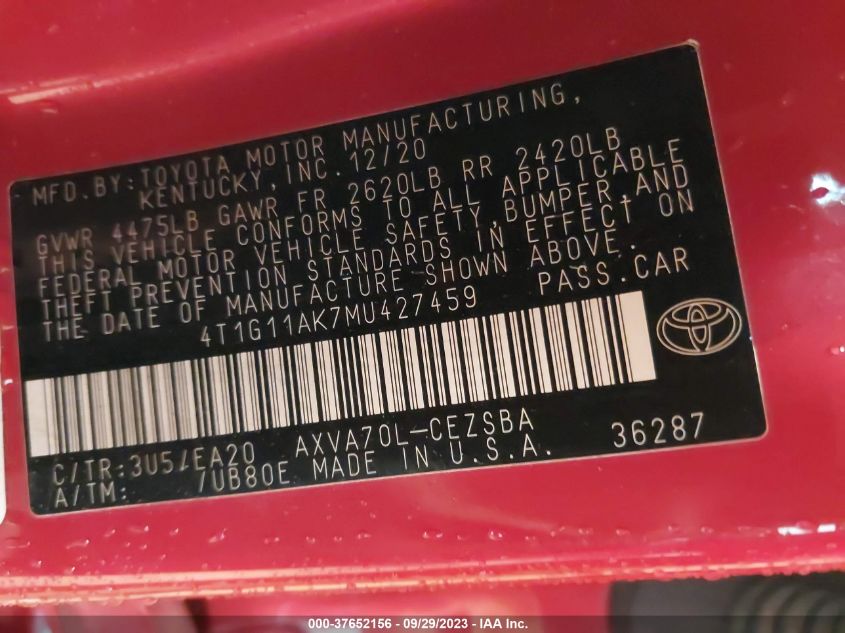 MFD.BY:TOYOTA MOTOR MANUFACTURING,
KENTUCKY,INC.12/20
GVWR 4475LB GAWR FR 2620LB RR 2420LB
THIS VEHICLE CONFORMS TO ALL APPLICABLE
FEDERAL MOTOR VEHICLE SAFETY,BUMPER,AND
THEFT PREVENTION STANDARDS IN EFFECT ON
THE DATE OF MANUFACTURE SHOWN ABOVE.
4T1G11AK7MU427459 PASS.CAR
C/TR:3U5/EA20 AXVA70L-CEZSBA 36287
A/TM: /UB80E MADE IN U.S.A.
000-37652156 | 09/29/2023 - IAA Inc.